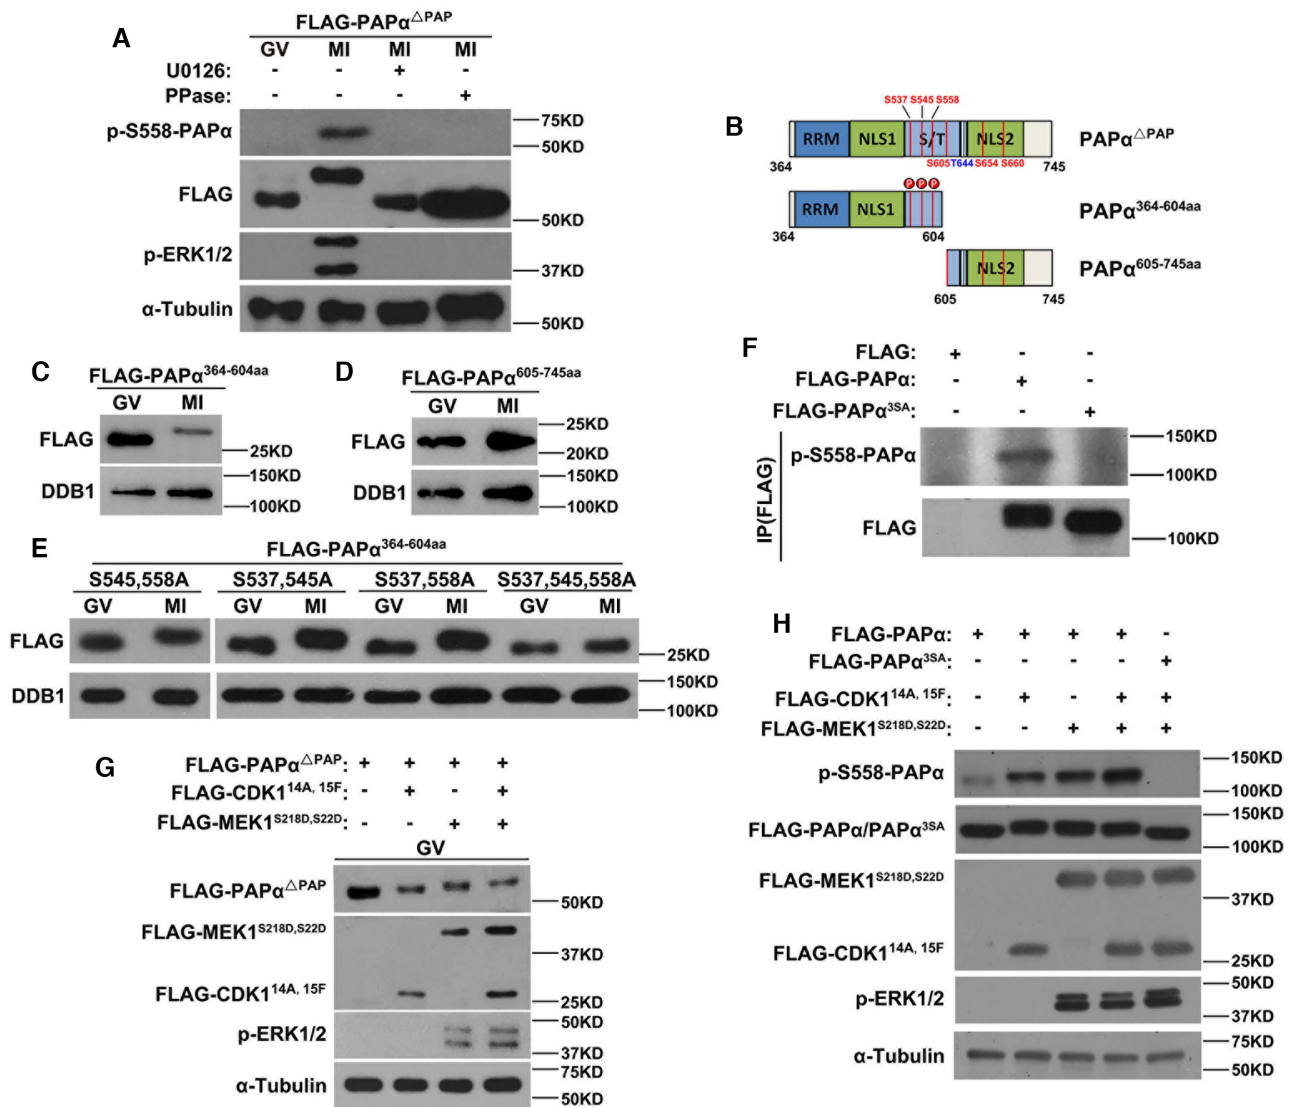 A
FLAG-PAPα△PAP
GV MI MI MI
U0126: - - + -
PPase: - - - +
p-S558-PAPα
75KD
50KD
FLAG
50KD
p-ERK1/2
37KD
α-Tubulin
50KD
B
S537 S545 S558
RRM NLS1 S/T NLS2
PAPα△PAP
364 S605 T644 S654 S660 745
P P P
RRM NLS1
PAPα364-604aa
364 604
NLS2
PAPα605-745aa
605 745
C
FLAG-PAPα364-604aa
GV MI
FLAG
25KD
DDB1
150KD
100KD
D
FLAG-PAPα605-745aa
GV MI
FLAG
25KD
20KD
DDB1
150KD
100KD
E
FLAG-PAPα364-604aa
S545,558A S537,545A S537,558A S537,545,558A
GV MI GV MI GV MI GV MI
FLAG
25KD
DDB1
150KD
100KD
F
FLAG: + - -
FLAG-PAPα: - + -
FLAG-PAPα3SA: - - +
IP(FLAG)
p-S558-PAPα
150KD
100KD
FLAG
100KD
G
FLAG-PAPα△PAP: + + + +
FLAG-CDK114A, 15F: - + - +
FLAG-MEK1S218D,S22D: - - + +
GV
FLAG-PAPα△PAP
50KD
FLAG-MEK1S218D,S22D
37KD
FLAG-CDK114A, 15F
25KD
p-ERK1/2
50KD
37KD
α-Tubulin
75KD
50KD
H
FLAG-PAPα: + + + + -
FLAG-PAPα3SA: - - - - +
FLAG-CDK114A, 15F: - + - + +
FLAG-MEK1S218D,S22D: - - + + +
p-S558-PAPα
150KD
100KD
FLAG-PAPα/PAPα3SA
150KD
100KD
FLAG-MEK1S218D,S22D
37KD
FLAG-CDK114A, 15F
25KD
p-ERK1/2
50KD
37KD
α-Tubulin
75KD
50KD